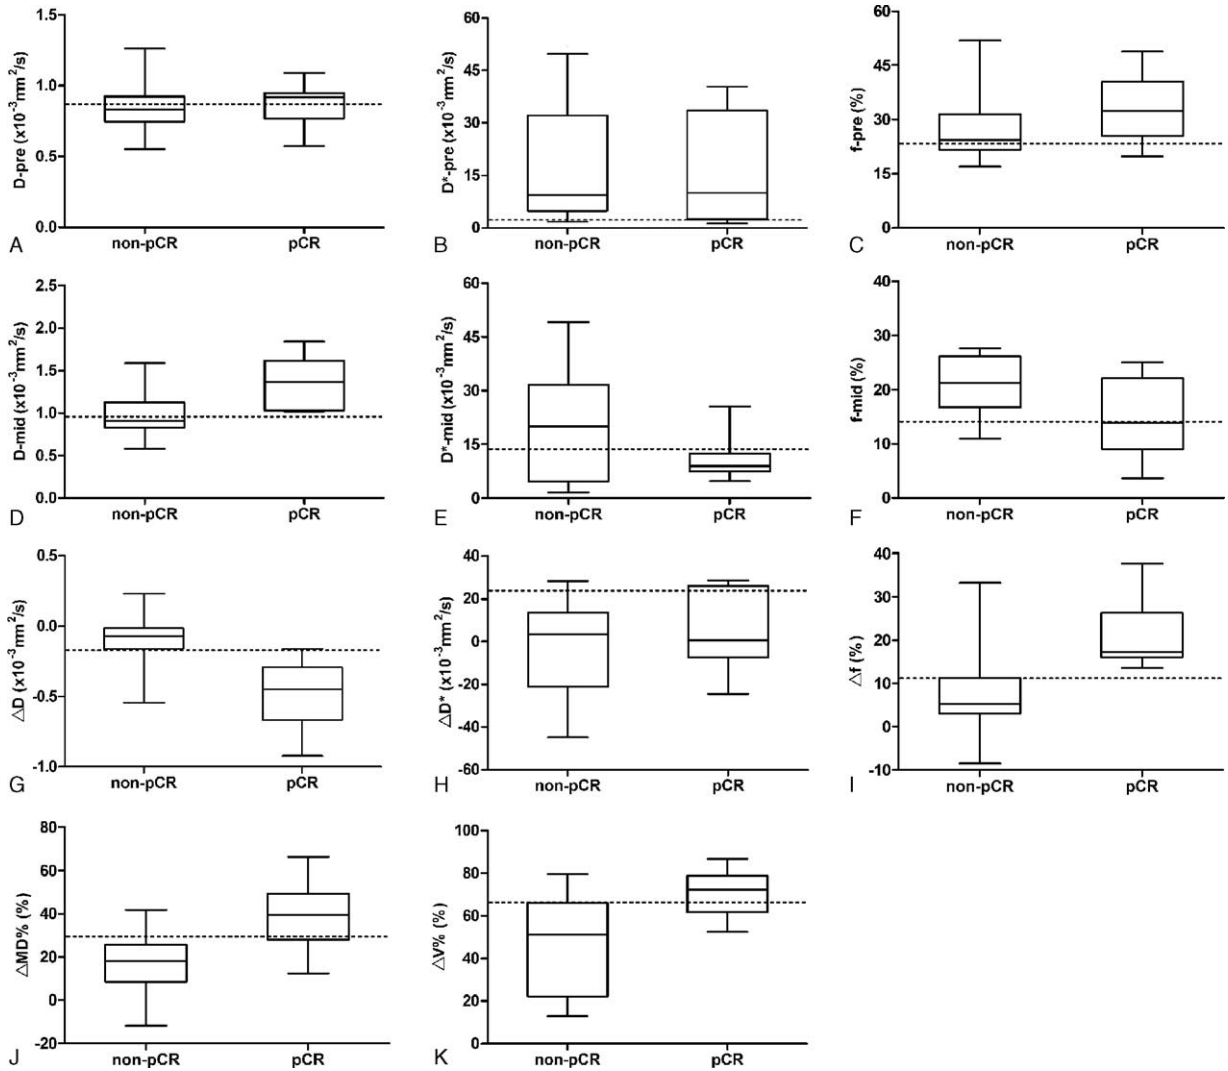 D-pre (x10⁻³mm²/s)
1.5
1.0
0.5
0.0
non-pCR pCR
A
D*-pre (x10⁻³mm²/s)
60
45
30
15
0
non-pCR pCR
B
f-pre (%)
60
45
30
15
0
non-pCR pCR
C
D-mid (x10⁻³mm²/s)
2.5
2.0
1.5
1.0
0.5
0.0
non-pCR pCR
D
D*-mid (x10⁻³mm²/s)
60
45
30
15
0
non-pCR pCR
E
f-mid (%)
40
30
20
10
0
non-pCR pCR
F
△D (x10⁻³mm²/s)
0.5
0.0
-0.5
-1.0
non-pCR pCR
G
△D* (x10⁻³mm²/s)
40
20
0
-20
-40
-60
non-pCR pCR
H
△f (%)
40
30
20
10
0
-10
non-pCR pCR
I
△MD% (%)
80
60
40
20
0
-20
non-pCR pCR
J
△V% (%)
100
80
60
40
20
0
non-pCR pCR
K